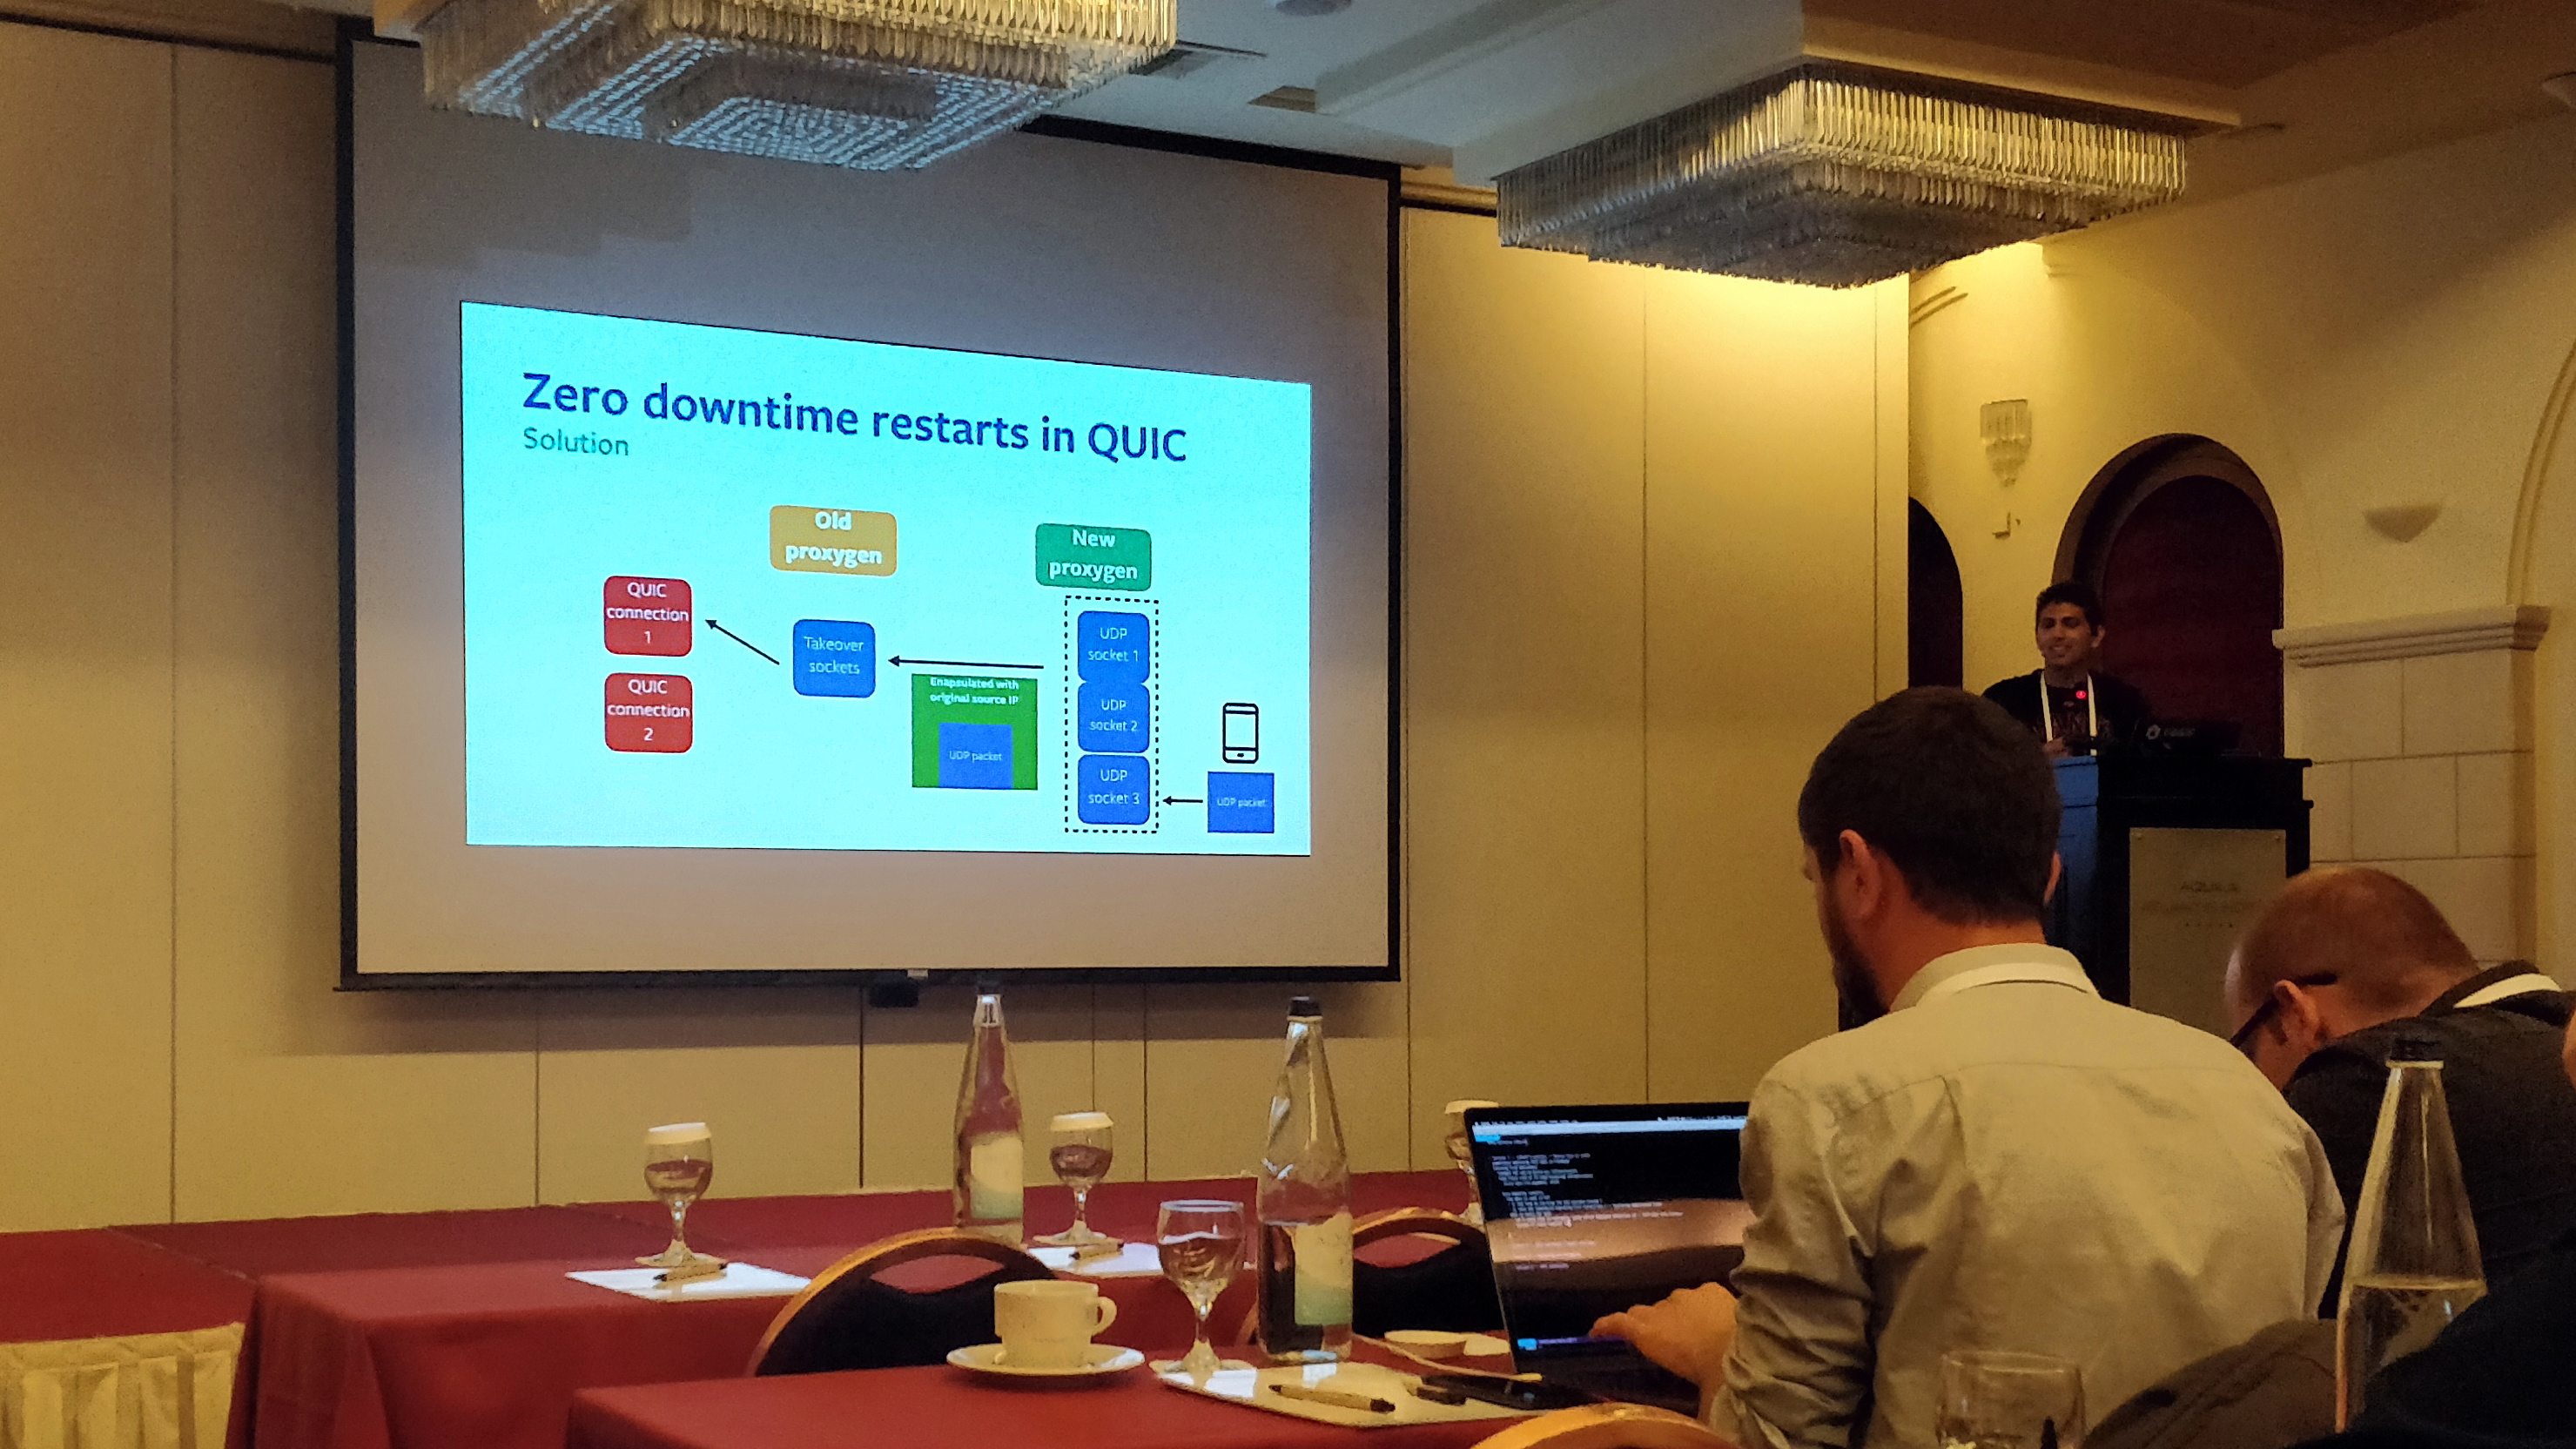 Zero downtime restarts in QUIC
Solution
Old
proxygen
New
proxygen
QUIC
connection
1
QUIC
connection
2
Takeover
sockets
Enapsulated with
original source IP
UDP packet
UDP
socket 1
UDP
socket 2
UDP
socket 3
UDP packet